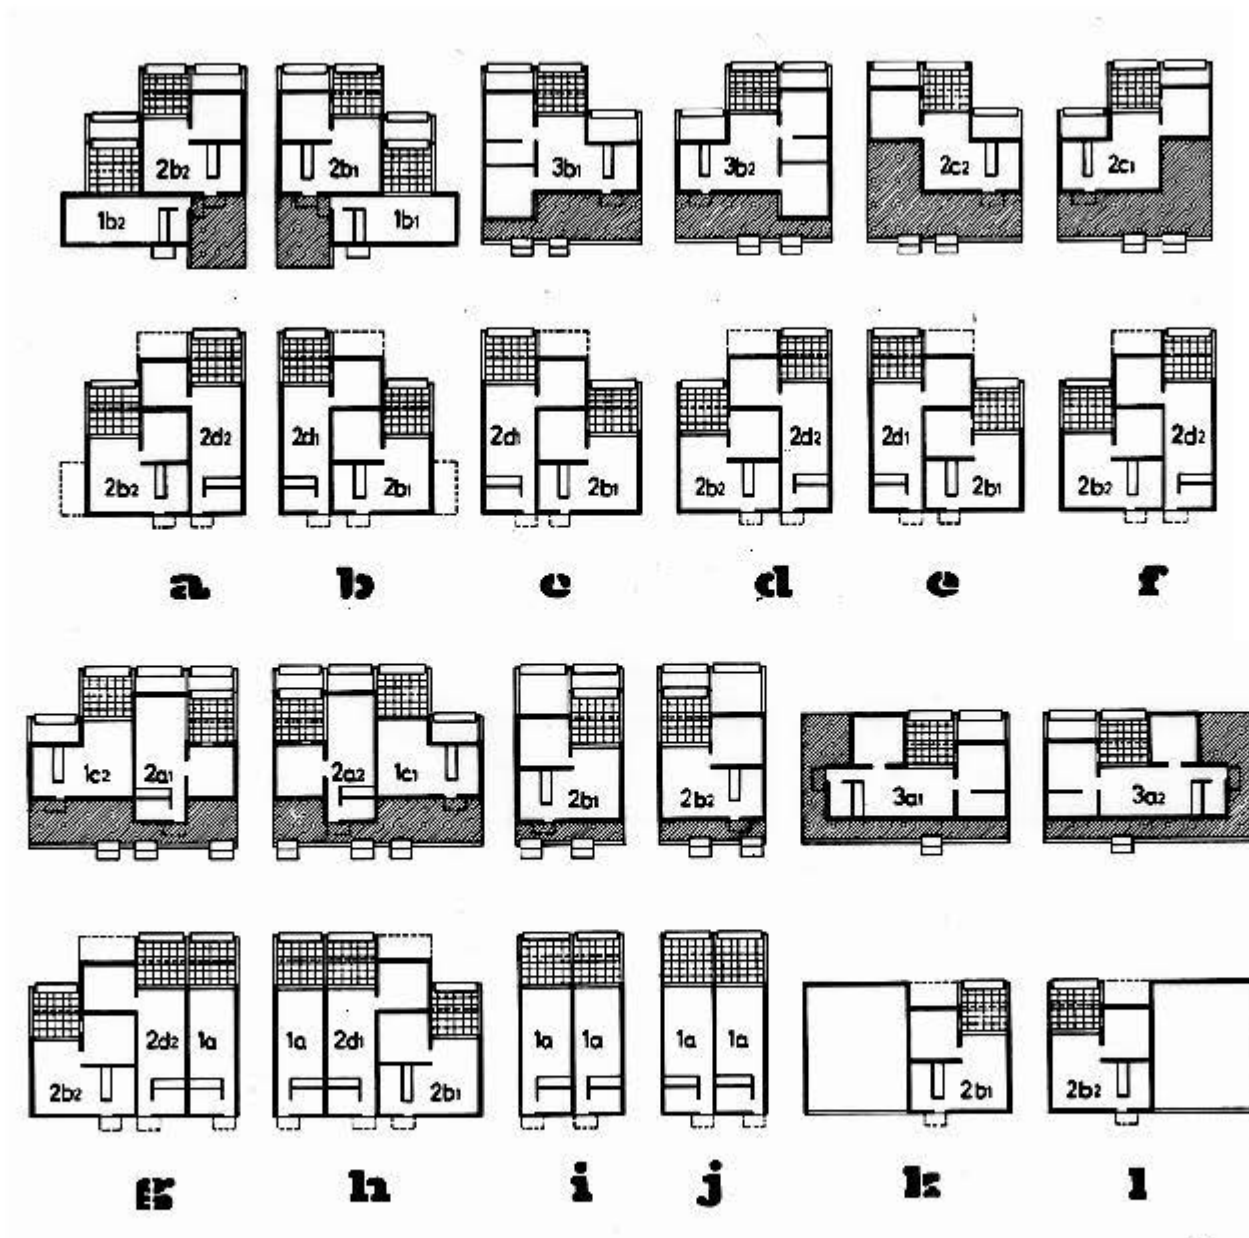 2b2 2b1 3b1 3b2 2c2 2c1
1b2 1b1
2d2 2d1 2d1 2d2 2d1 2d2
2b2 2b1 2b1 2b2 2b1 2b2
a b c d e f
1c2 2a1 2a2 1c1 2b1 2b2 3a1 3a2
2d2 1a 1a 2d1 1a 1a 1a 1a
2b2 2b1 2b1 2b2
g h i j k l